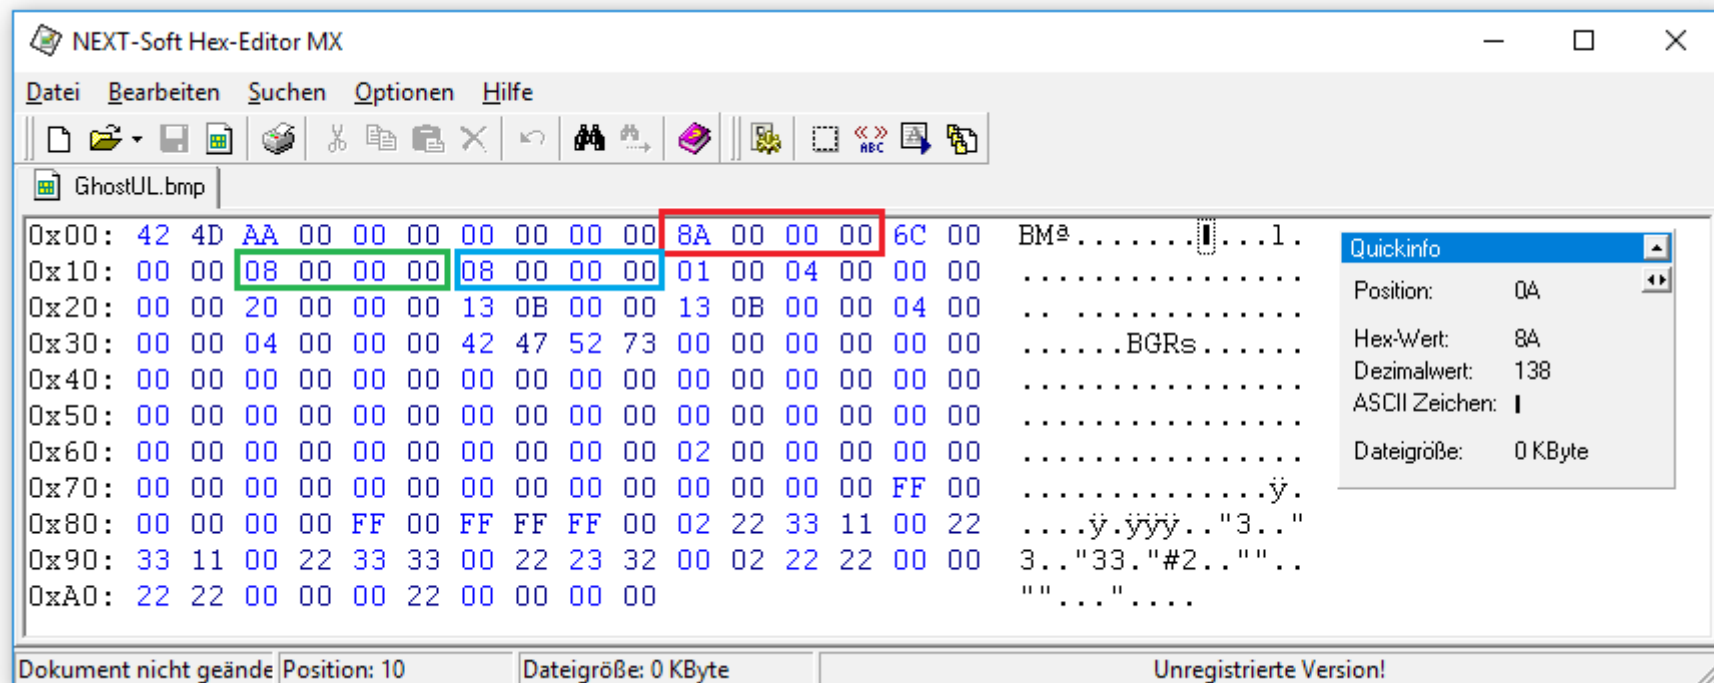 NEXT-Soft Hex-Editor MX
Datei Bearbeiten Suchen Optionen Hilfe
ABC
GhostUL.bmp
0x00: 42 4D AA 00 00 00 00 00 00 00 8A 00 00 00 6C 00 BMª.......▮...l.
0x10: 00 00 08 00 00 00 08 00 00 00 01 00 04 00 00 00 ................
0x20: 00 00 20 00 00 00 13 0B 00 00 13 0B 00 00 04 00 .. .............
0x30: 00 00 04 00 00 00 42 47 52 73 00 00 00 00 00 00 ......BGRs......
0x40: 00 00 00 00 00 00 00 00 00 00 00 00 00 00 00 00 ................
0x50: 00 00 00 00 00 00 00 00 00 00 00 00 00 00 00 00 ................
0x60: 00 00 00 00 00 00 00 00 00 00 02 00 00 00 00 00 ................
0x70: 00 00 00 00 00 00 00 00 00 00 00 00 00 00 FF 00 ..............ÿ.
0x80: 00 00 00 00 FF 00 FF FF FF 00 02 22 33 11 00 22 ....ÿ.ÿÿÿ.."3.."
0x90: 33 11 00 22 33 33 00 22 23 32 00 02 22 22 00 00 3.."33."#2..""..
0xA0: 22 22 00 00 00 22 00 00 00 00 ""..."....
Quickinfo
Position: 0A
Hex-Wert: 8A
Dezimalwert: 138
ASCII Zeichen: ▮
Dateigröße: 0 KByte
Dokument nicht geände Position: 10 Dateigröße: 0 KByte Unregistrierte Version!